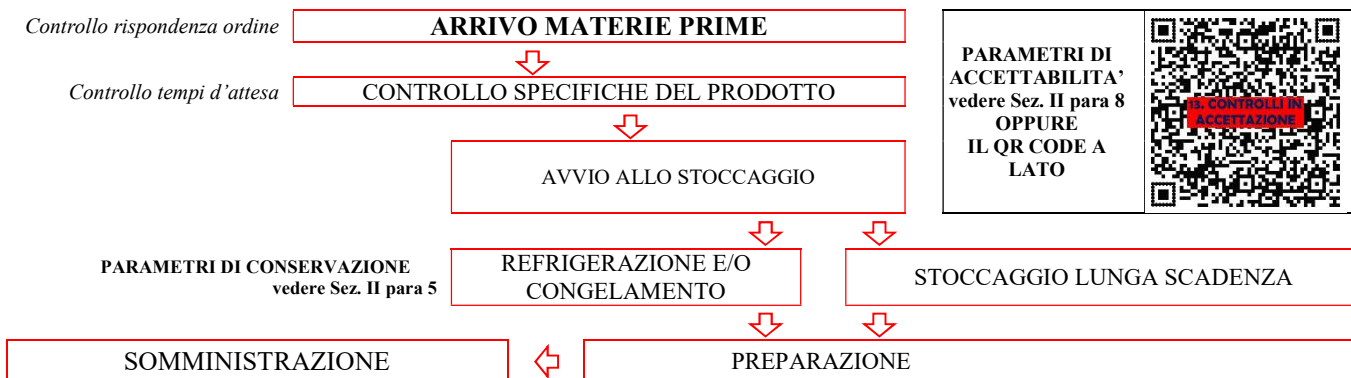 Controllo rispondenza ordine
ARRIVO MATERIE PRIME
Controllo tempi d'attesa
CONTROLLO SPECIFICHE DEL PRODOTTO
PARAMETRI DI
ACCETTABILITA'
vedere Sez. II para 8
OPPURE
IL QR CODE A
LATO
13. CONTROLLI IN
ACCETTAZIONE
AVVIO ALLO STOCCAGGIO
PARAMETRI DI CONSERVAZIONE
vedere Sez. II para 5
REFRIGERAZIONE E/O
CONGELAMENTO
STOCCAGGIO LUNGA SCADENZA
SOMMINISTRAZIONE
PREPARAZIONE